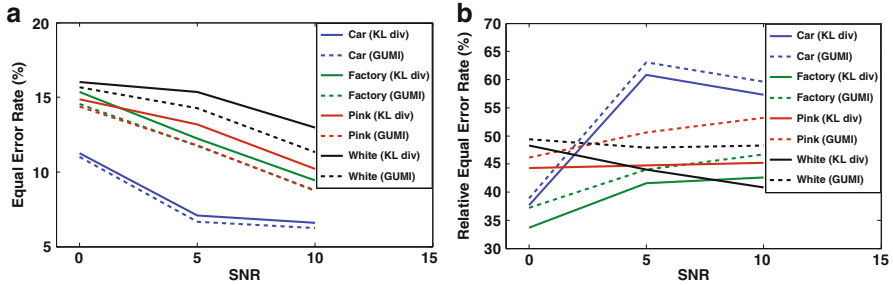 a
Equal Error Rate (%)
20
15
10
5
0
5
10
15
SNR
Car (KL div)
Car (GUMI)
Factory (KL div)
Factory (GUMI)
Pink (KL div)
Pink (GUMI)
White (KL div)
White (GUMI)
b
Relative Equal Error Rate (%)
70
65
60
55
50
45
40
35
30
0
5
10
15
SNR
Car (KL div)
Car (GUMI)
Factory (KL div)
Factory (GUMI)
Pink (KL div)
Pink (GUMI)
White (KL div)
White (GUMI)